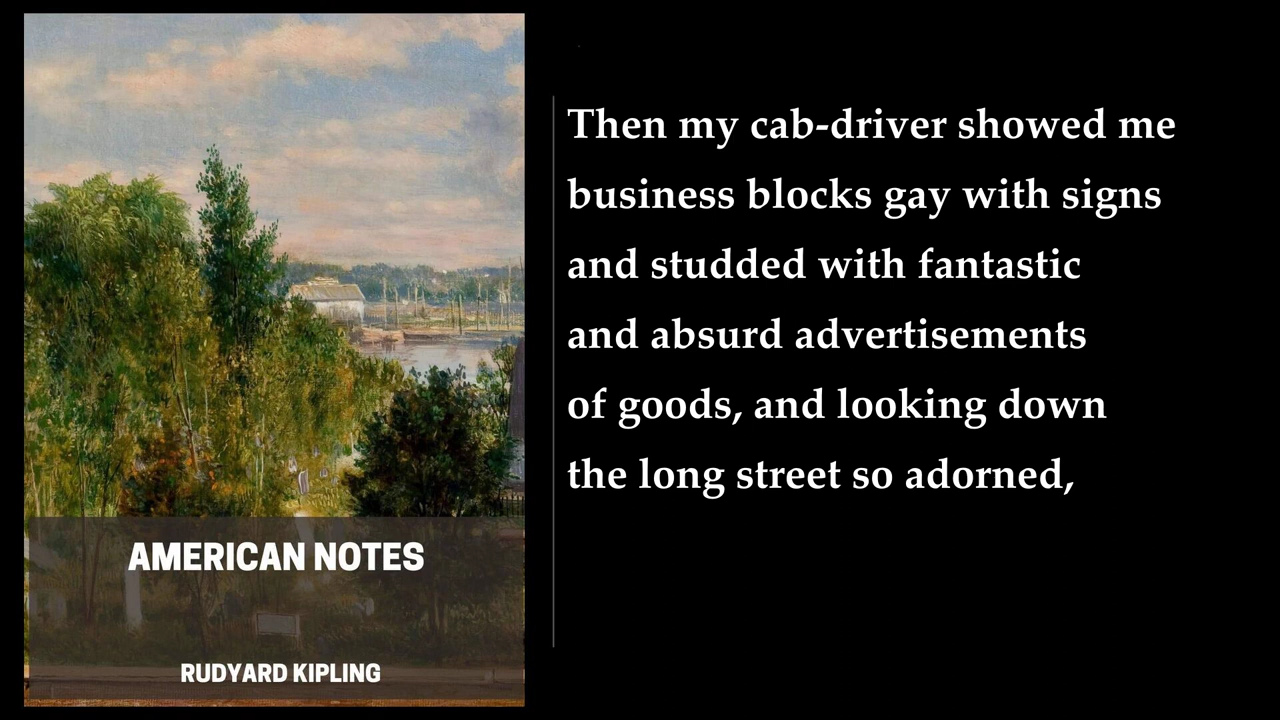 Then my cab-driver showed me
business blocks gay with signs
and studded with fantastic
and absurd advertisements
of goods, and looking down
the long street so adorned,
AMERICAN NOTES
RUDYARD KIPLING